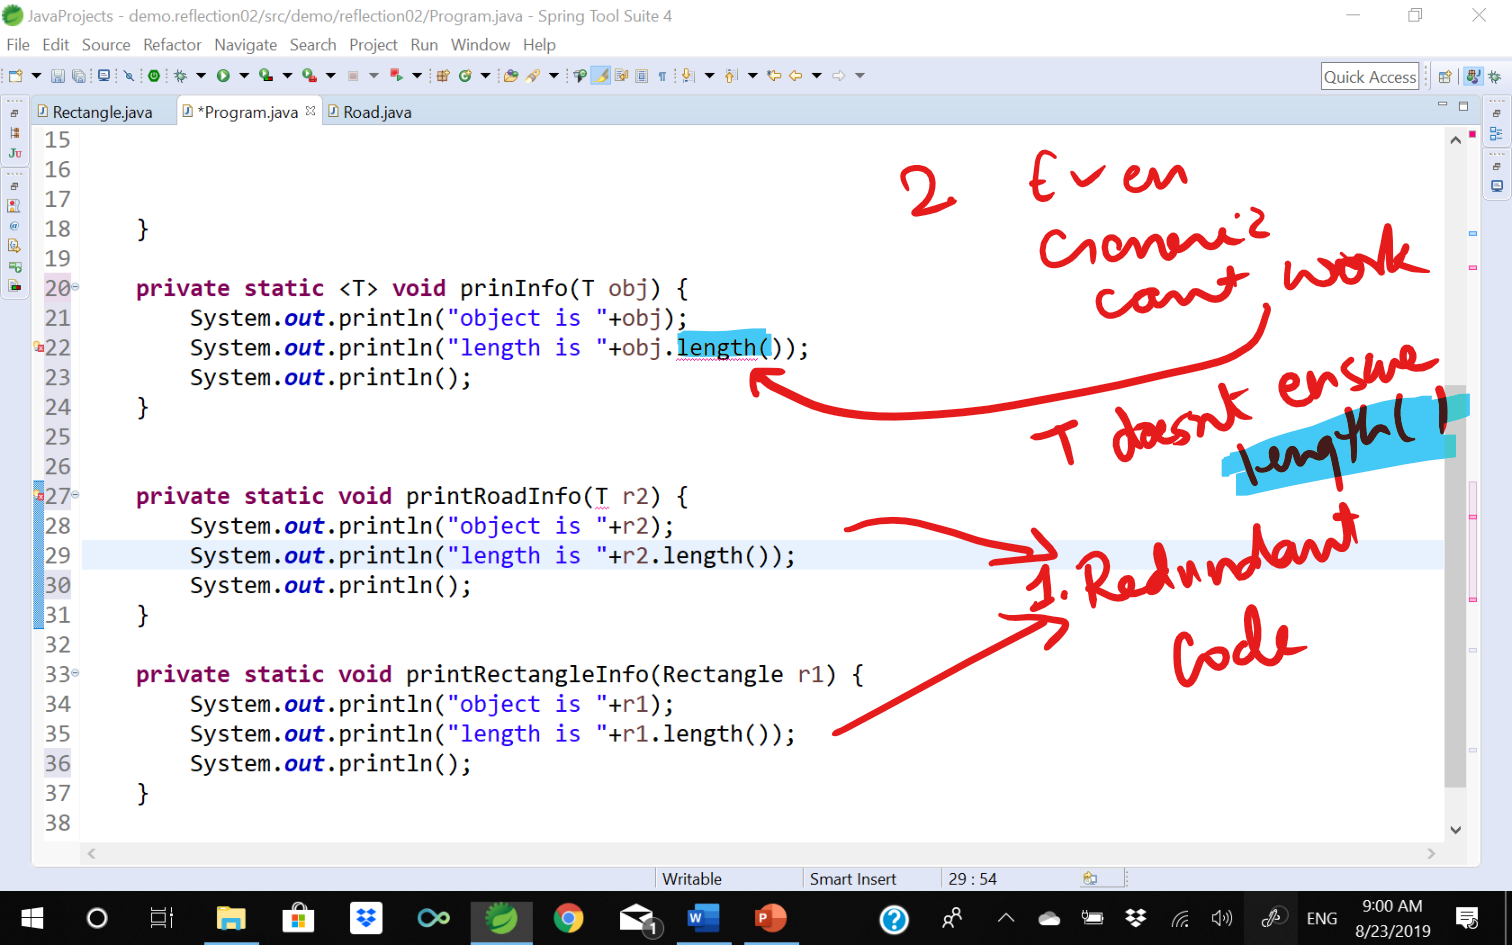 JavaProjects - demo.reflection02/src/demo/reflection02/Program.java - Spring Tool Suite 4
File Edit Source Refactor Navigate Search Project Run Window Help
Quick Access
Rectangle.java *Program.java Road.java
15
16
17
18 }
19
20 private static <T> void prinInfo(T obj) {
21 System.out.println("object is "+obj);
22 System.out.println("length is "+obj.length());
23 System.out.println();
24 }
25
26
27 private static void printRoadInfo(T r2) {
28 System.out.println("object is "+r2);
29 System.out.println("length is "+r2.length());
30 System.out.println();
31 }
32
33 private static void printRectangleInfo(Rectangle r1) {
34 System.out.println("object is "+r1);
35 System.out.println("length is "+r1.length());
36 System.out.println();
37 }
38
2. Even
Generic
cant work
T doesnt ensure
length()
1. Redundant
Code
Writable Smart Insert 29 : 54
1
ENG
9:00 AM
8/23/2019